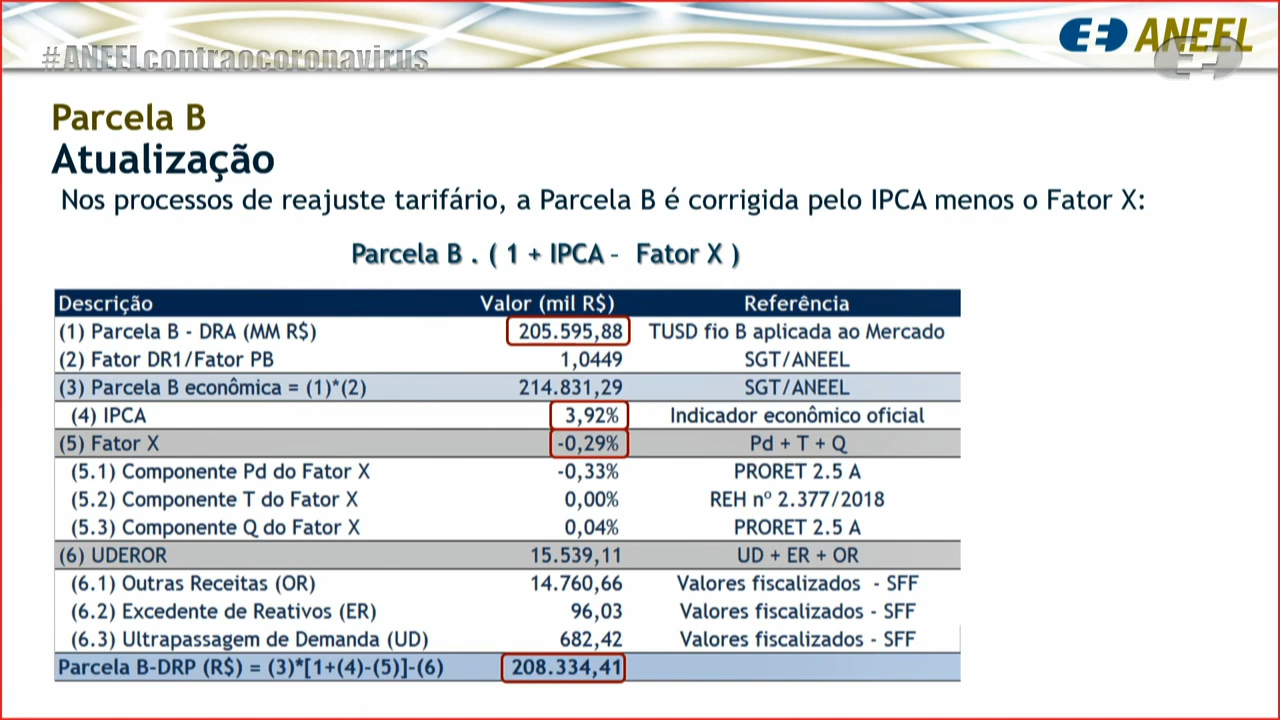 #ANEELcontraocoronavirus
ANEEL
Parcela B
Atualização
Nos processos de reajuste tarifário, a Parcela B é corrigida pelo IPCA menos o Fator X:
Parcela B . ( 1 + IPCA - Fator X )
Descrição Valor (mil R$) Referência
(1) Parcela B - DRA (MM R$) 205.595,88 TUSD fio B aplicada ao Mercado
(2) Fator DR1/Fator PB 1,0449 SGT/ANEEL
(3) Parcela B econômica = (1)*(2) 214.831,29 SGT/ANEEL
(4) IPCA 3,92% Indicador econômico oficial
(5) Fator X -0,29% Pd + T + Q
(5.1) Componente Pd do Fator X -0,33% PRORET 2.5 A
(5.2) Componente T do Fator X 0,00% REH nº 2.377/2018
(5.3) Componente Q do Fator X 0,04% PRORET 2.5 A
(6) UDEROR 15.539,11 UD + ER + OR
(6.1) Outras Receitas (OR) 14.760,66 Valores fiscalizados - SFF
(6.2) Excedente de Reativos (ER) 96,03 Valores fiscalizados - SFF
(6.3) Ultrapassagem de Demanda (UD) 682,42 Valores fiscalizados - SFF
Parcela B-DRP (R$) = (3)*[1+(4)-(5)]-(6) 208.334,41